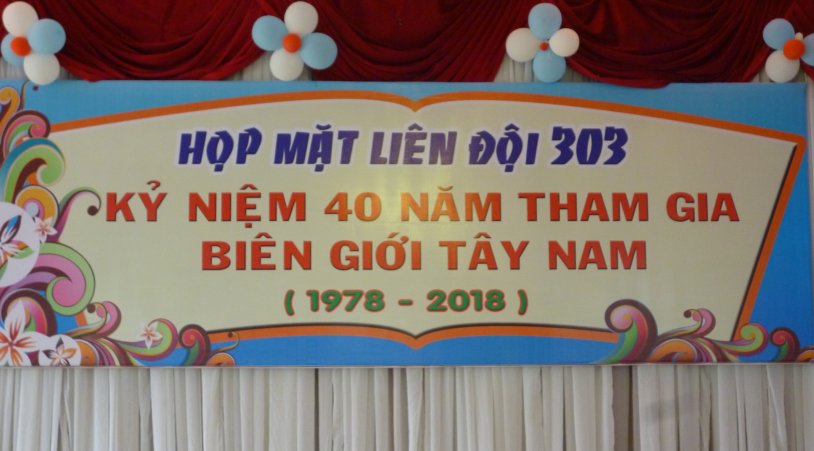 HỌP MẶT LIÊN ĐỘI 303
KỶ NIỆM 40 NĂM THAM GIA
BIÊN GIỚI TÂY NAM
( 1978 - 2018 )